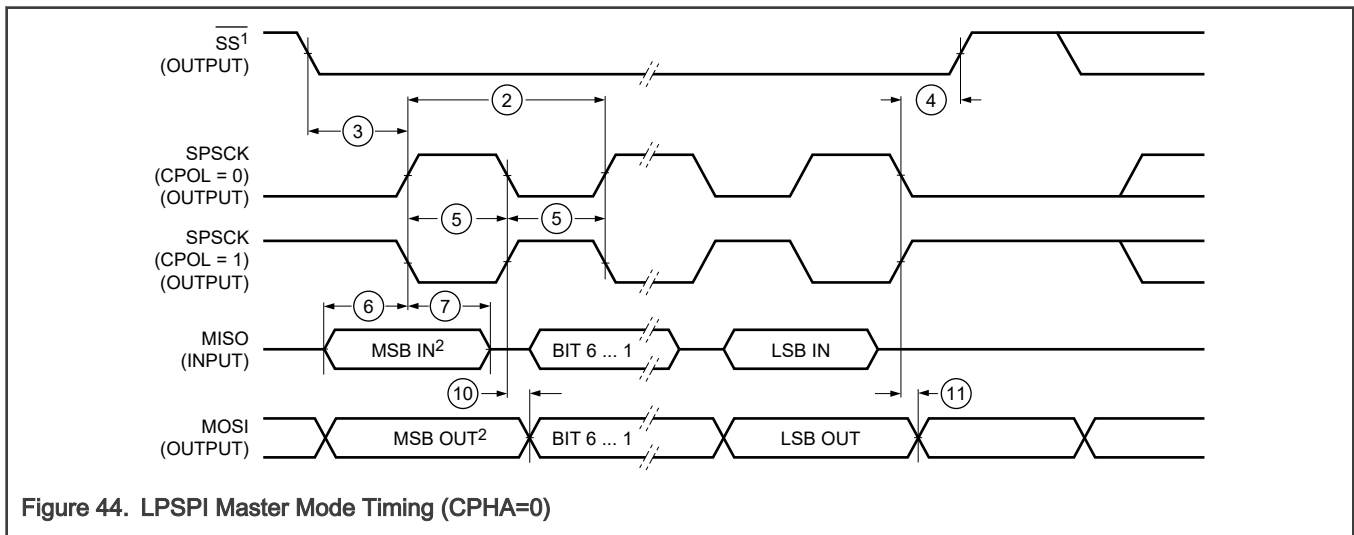 SS1
(OUTPUT)
2
4
3
SPSCK
(CPOL = 0)
(OUTPUT)
5
5
SPSCK
(CPOL = 1)
(OUTPUT)
6
7
MISO
(INPUT)
MSB IN2
BIT 6 ... 1
LSB IN
10
11
MOSI
(OUTPUT)
MSB OUT2
BIT 6 ... 1
LSB OUT
Figure 44. LPSPI Master Mode Timing (CPHA=0)